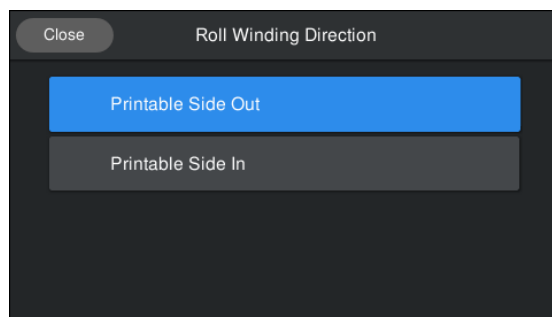 Close
Roll Winding Direction
Printable Side Out
Printable Side In